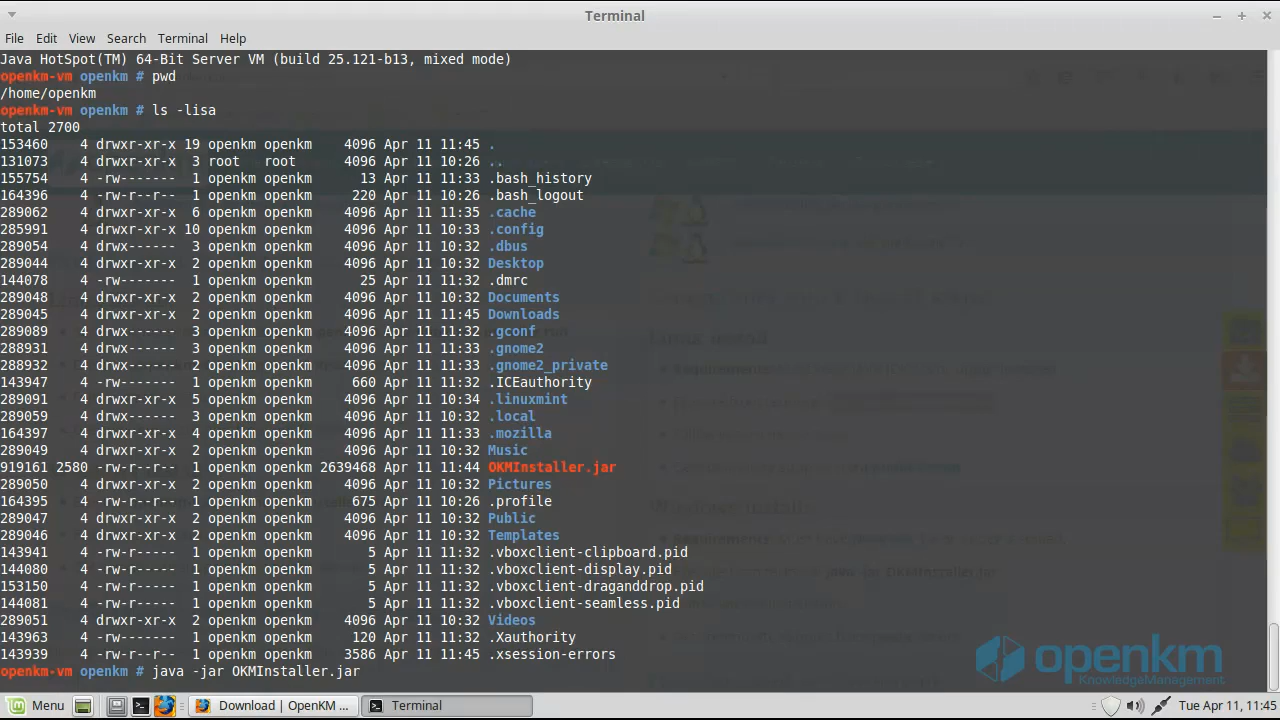 Terminal
File Edit View Search Terminal Help
Java HotSpot(TM) 64-Bit Server VM (build 25.121-b13, mixed mode)
openkm-vm openkm # pwd
/home/openkm
openkm-vm openkm # ls -lisa
total 2700
153460 4 drwxr-xr-x 19 openkm openkm 4096 Apr 11 11:45 .
131073 4 drwxr-xr-x 3 root root 4096 Apr 11 10:26 ..
155754 4 -rw------- 1 openkm openkm 13 Apr 11 11:33 .bash_history
164396 4 -rw-r--r-- 1 openkm openkm 220 Apr 11 10:26 .bash_logout
289062 4 drwxr-xr-x 6 openkm openkm 4096 Apr 11 11:35 .cache
285991 4 drwxr-xr-x 10 openkm openkm 4096 Apr 11 10:33 .config
289054 4 drwx------ 3 openkm openkm 4096 Apr 11 10:32 .dbus
289044 4 drwxr-xr-x 2 openkm openkm 4096 Apr 11 10:32 Desktop
144078 4 -rw------- 1 openkm openkm 25 Apr 11 11:32 .dmrc
289048 4 drwxr-xr-x 2 openkm openkm 4096 Apr 11 10:32 Documents
289045 4 drwxr-xr-x 2 openkm openkm 4096 Apr 11 11:45 Downloads
289089 4 drwx------ 3 openkm openkm 4096 Apr 11 11:32 .gconf
288931 4 drwx------ 3 openkm openkm 4096 Apr 11 11:33 .gnome2
288932 4 drwx------ 2 openkm openkm 4096 Apr 11 11:33 .gnome2_private
143947 4 -rw------- 1 openkm openkm 660 Apr 11 11:32 .ICEauthority
289091 4 drwxr-xr-x 5 openkm openkm 4096 Apr 11 10:34 .linuxmint
289059 4 drwxr-xr-x 3 openkm openkm 4096 Apr 11 10:32 .local
164397 4 drwxr-xr-x 4 openkm openkm 4096 Apr 11 11:33 .mozilla
289049 4 drwxr-xr-x 2 openkm openkm 4096 Apr 11 10:32 Music
919161 2580 -rw-r--r-- 1 openkm openkm 2639468 Apr 11 11:44 OKMInstaller.jar
289050 4 drwxr-xr-x 2 openkm openkm 4096 Apr 11 10:32 Pictures
164395 4 -rw-r--r-- 1 openkm openkm 675 Apr 11 10:26 .profile
289047 4 drwxr-xr-x 2 openkm openkm 4096 Apr 11 10:32 Public
289046 4 drwxr-xr-x 2 openkm openkm 4096 Apr 11 10:32 Templates
143941 4 -rw-r----- 1 openkm openkm 5 Apr 11 11:32 .vboxclient-clipboard.pid
144080 4 -rw-r----- 1 openkm openkm 5 Apr 11 11:32 .vboxclient-display.pid
153150 4 -rw-r----- 1 openkm openkm 5 Apr 11 11:32 .vboxclient-draganddrop.pid
144081 4 -rw-r----- 1 openkm openkm 5 Apr 11 11:32 .vboxclient-seamless.pid
289051 4 drwxr-xr-x 2 openkm openkm 4096 Apr 11 10:32 Videos
143963 4 -rw------- 1 openkm openkm 120 Apr 11 11:32 .Xauthority
143939 4 -rw------- 1 openkm openkm 3586 Apr 11 11:45 .xsession-errors
openkm-vm openkm # java -jar OKMInstaller.jar
openkm
KnowledgeManagement
Menu Download | OpenKM ... Terminal Tue Apr 11, 11:45